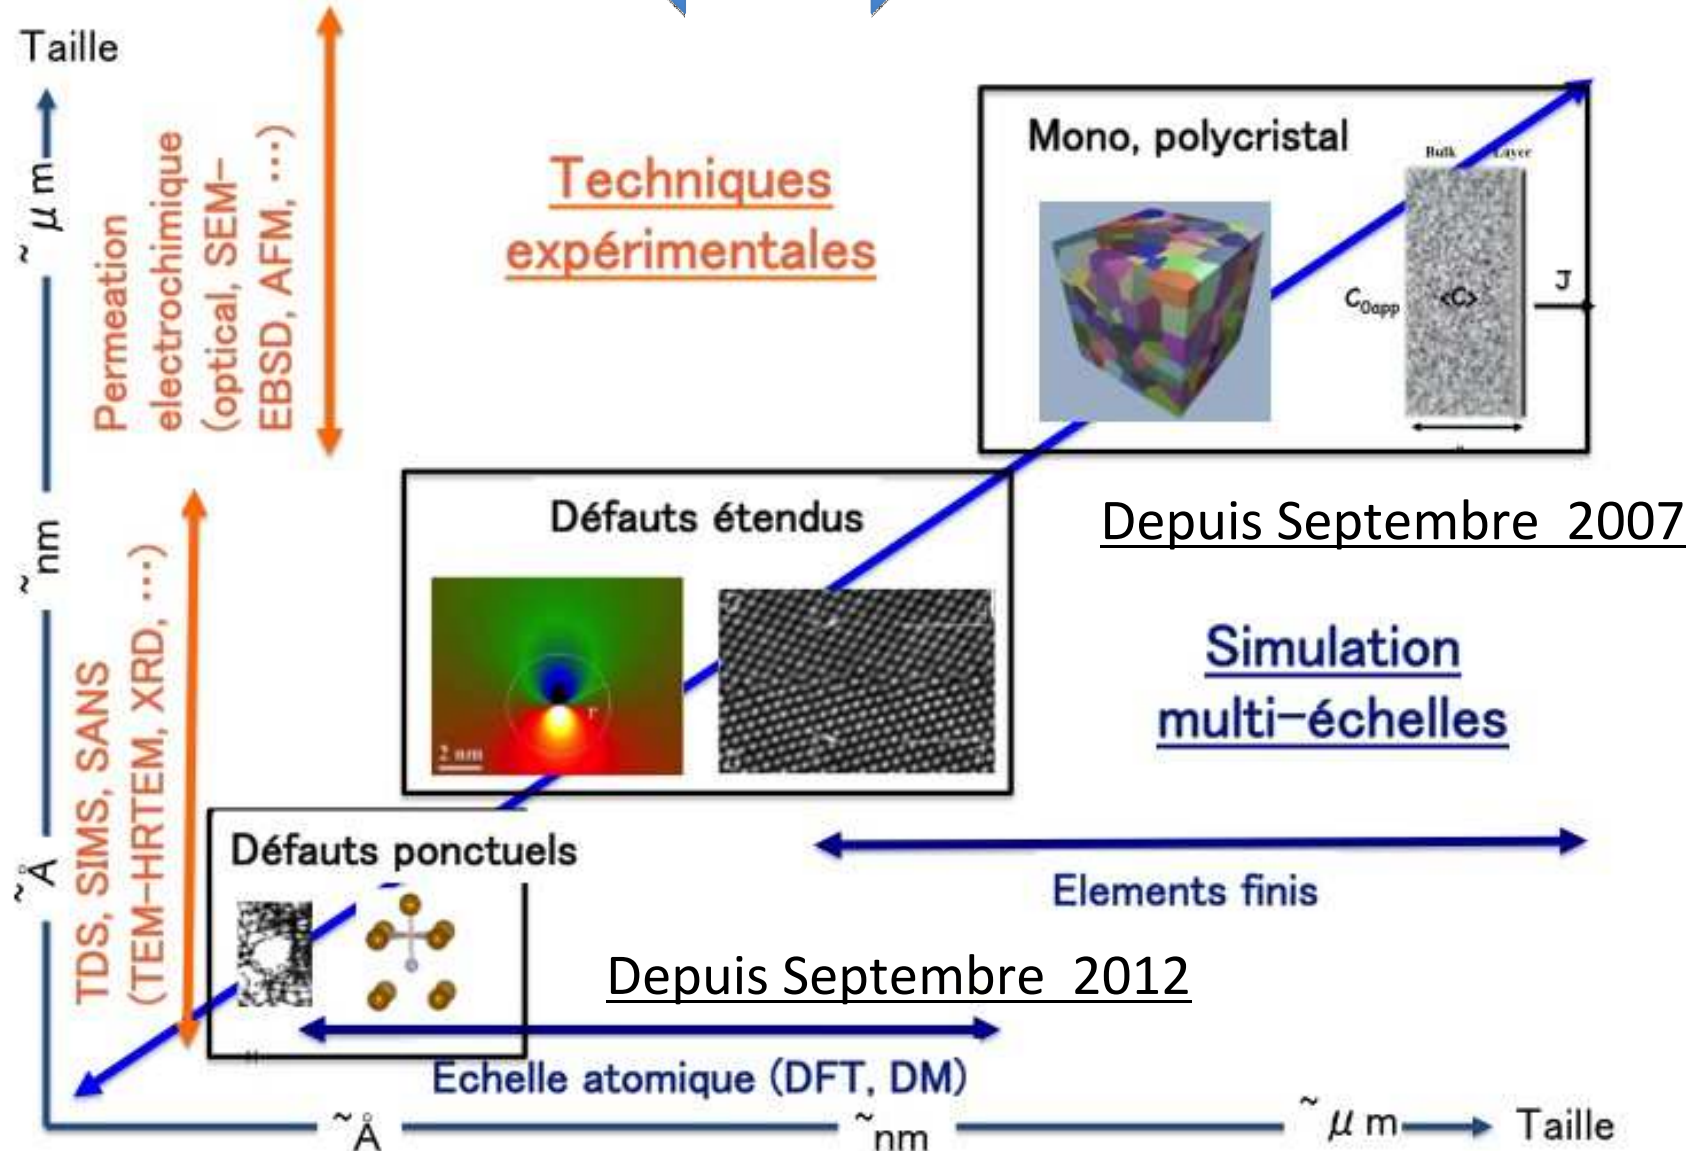 Taille
~ μm
~nm
~Å
Permeation
electrochimique
(optical, SEM-
EBSD, AFM, ...)
TDS, SIMS, SANS
(TEM-HRTEM, XRD, ...)
Techniques
expérimentales
Mono, polycristal
Bulk Layer
C0app
<C>
J
Défauts étendus
r
2 nm
Depuis Septembre 2007
Simulation
multi-échelles
Défauts ponctuels
Elements finis
Depuis Septembre 2012
Echelle atomique (DFT, DM)
~Å
~nm
~ μm
Taille